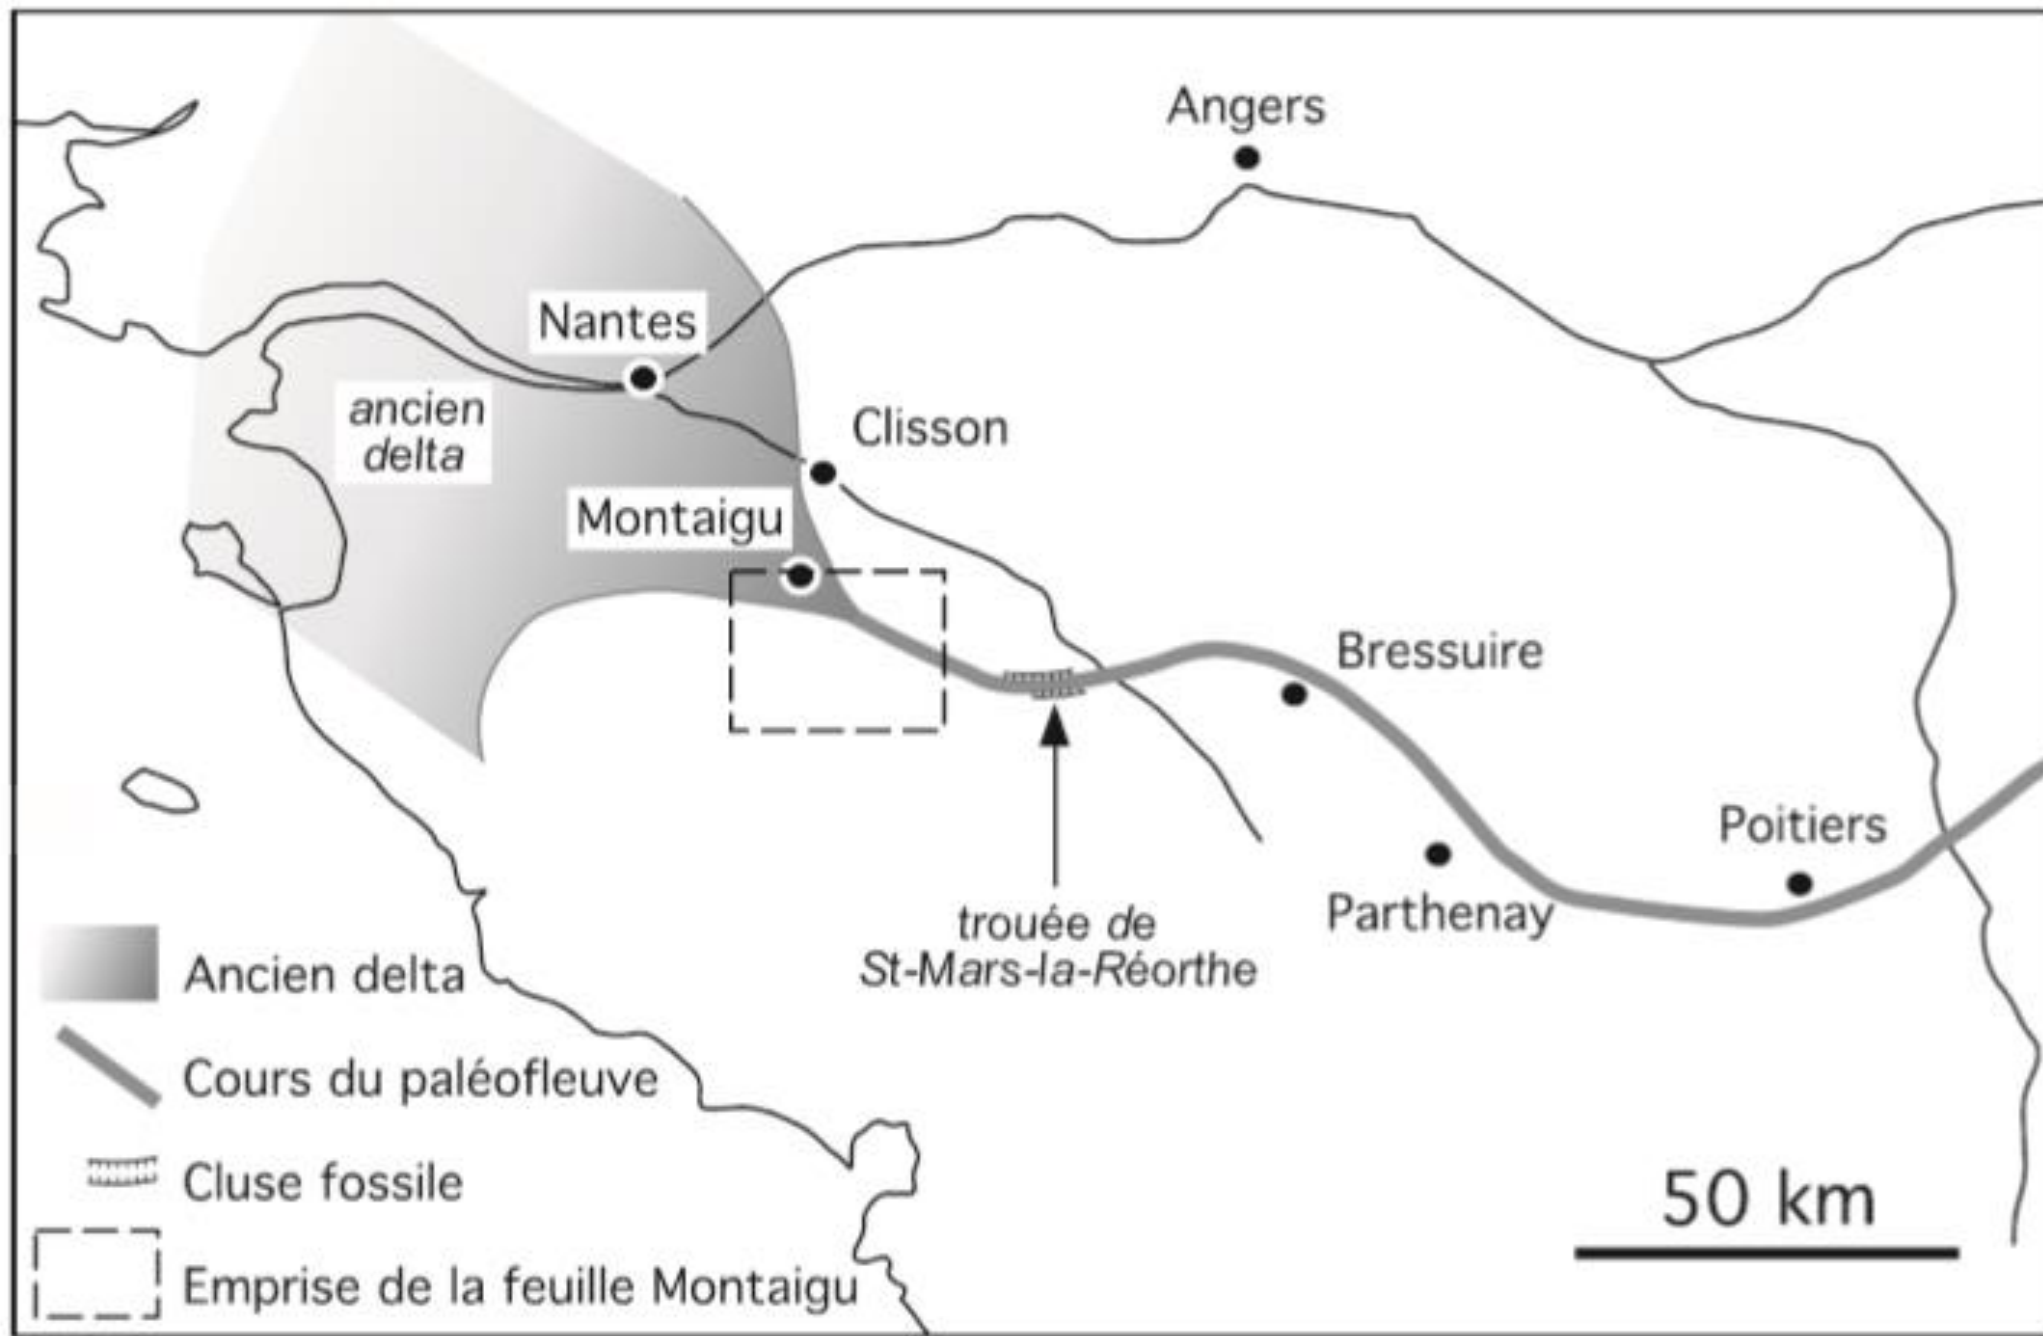 Angers
Nantes
ancien
delta
Clisson
Montaigu
Bressuire
Poitiers
Parthenay
trouée de
St-Mars-la-Réorthe
Ancien delta
Cours du paléofleuve
Cluse fossile
Emprise de la feuille Montaigu
50 km